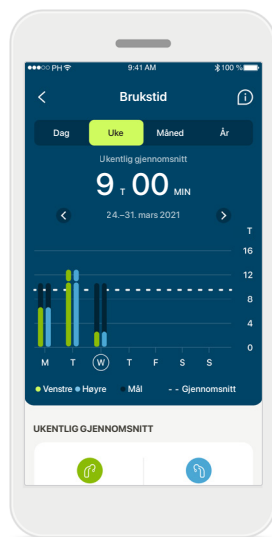 PH 9:41 AM 100 %
Brukstid
Dag Uke Måned År
Ukentlig gjennomsnitt
9 T 00 MIN
24.–31. mars 2021
T
16
12
8
4
0
M T W T F S S
Venstre Høyre Mål - - Gjennomsnitt
UKENTLIG GJENNOMSNITT